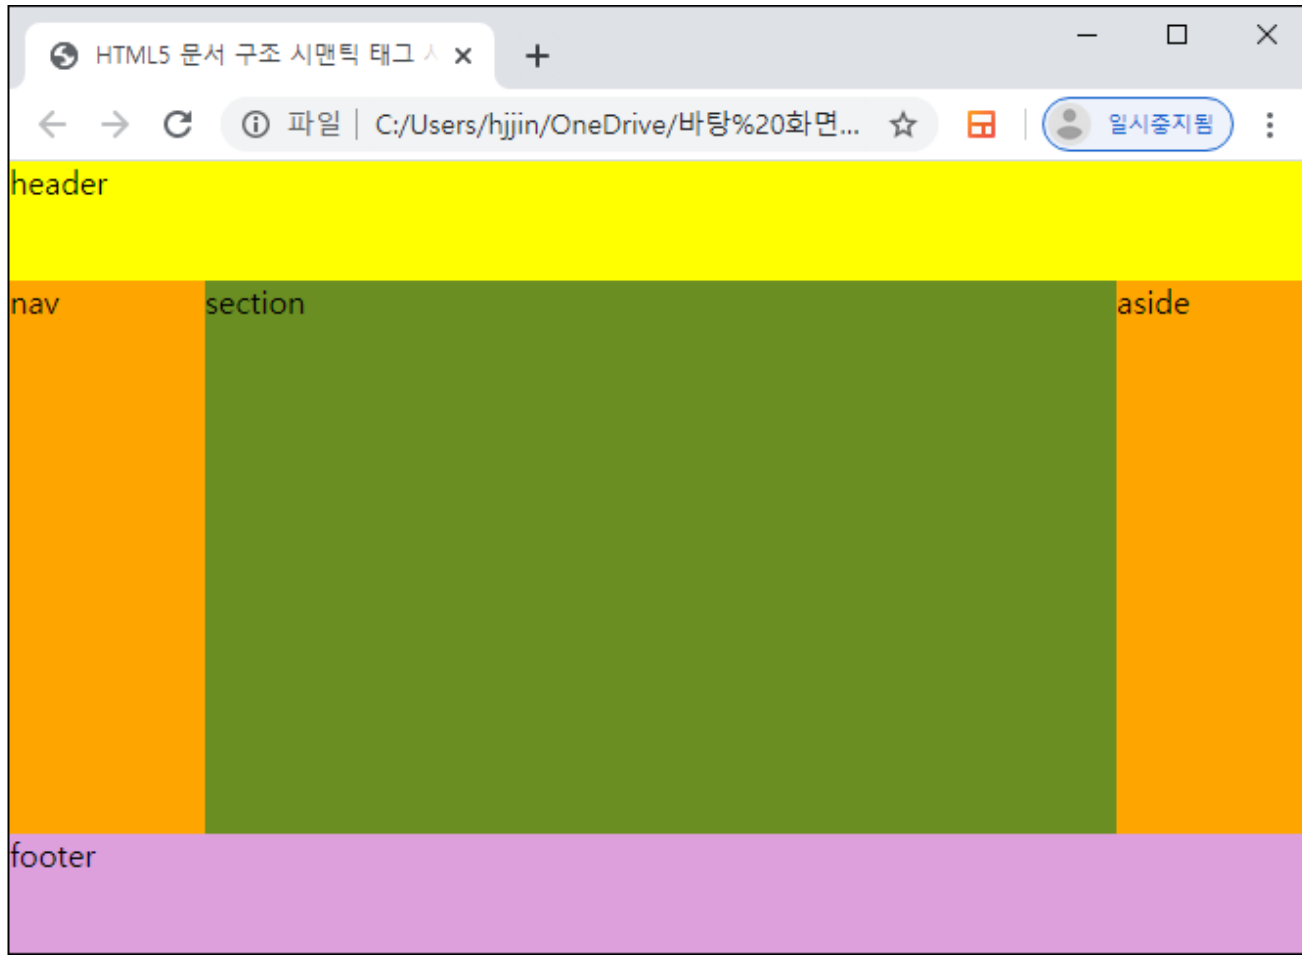 HTML5 문서 구조 시맨틱 태그
파일 C:/Users/hjjin/OneDrive/바탕%20화면... 일시중지됨
header
nav section aside
footer